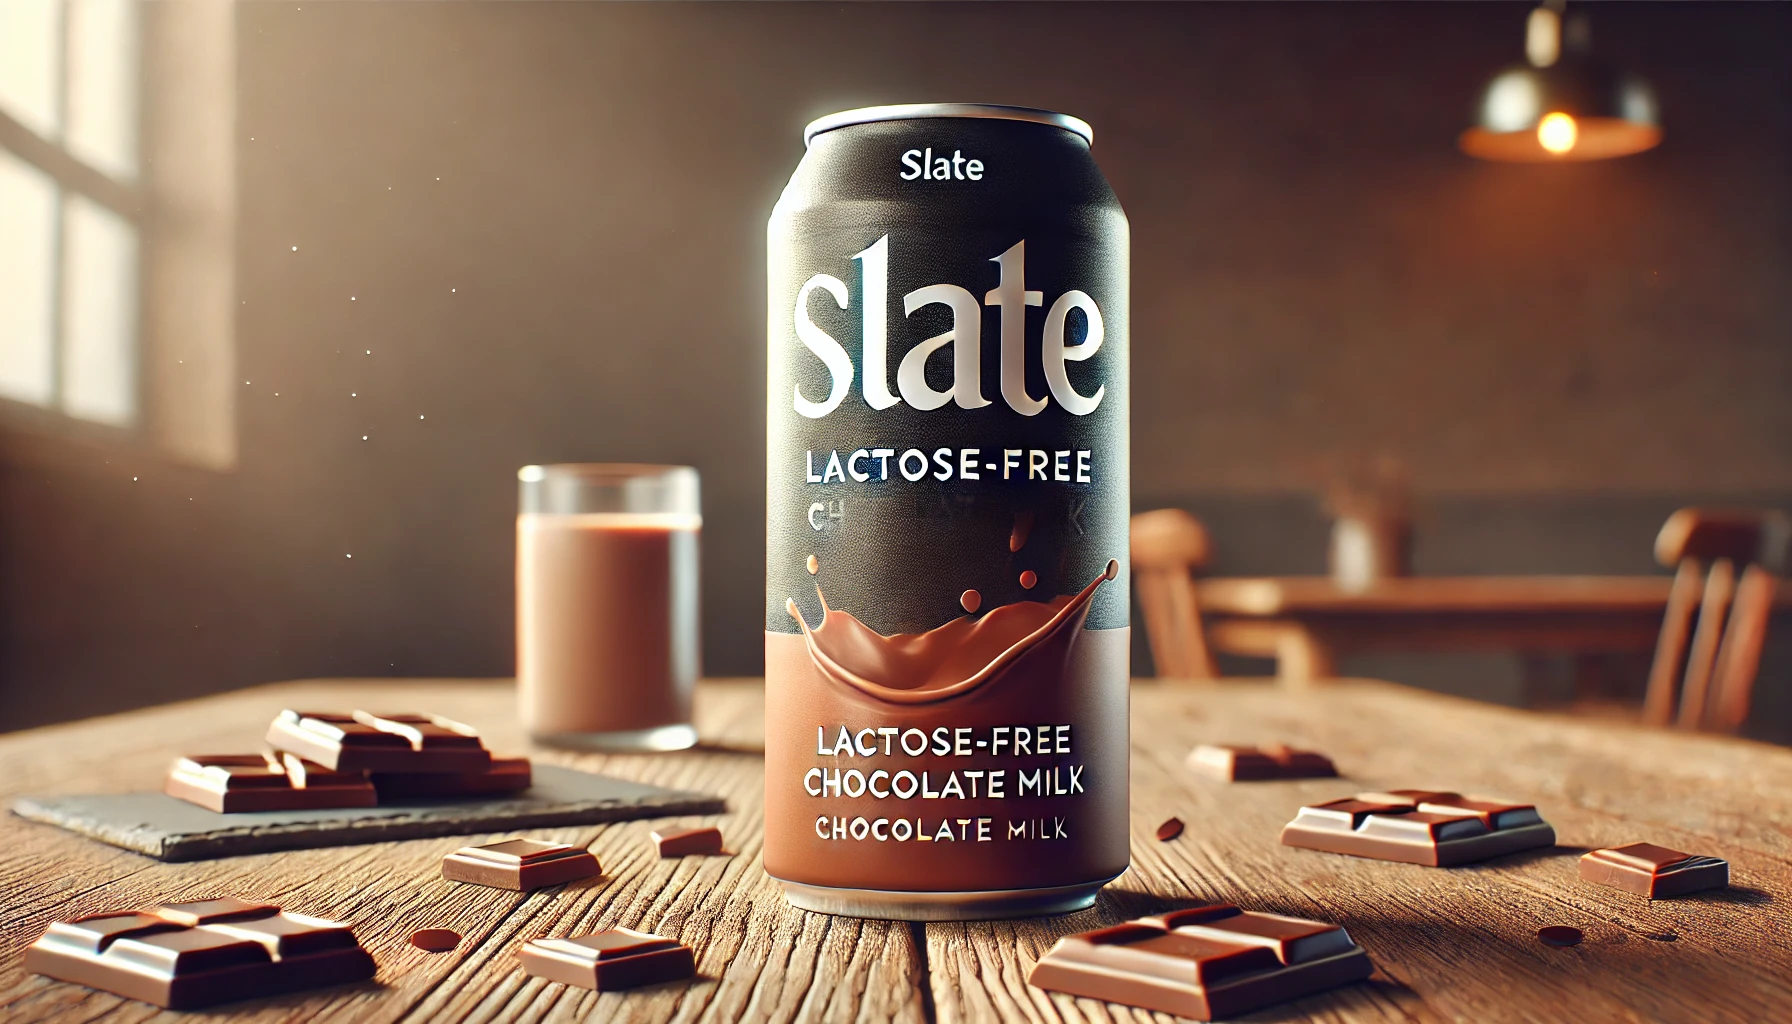 Slate
slate
LACTOSE-FREE
LACTOSE-FREE
CHOCOLATE MILK
CHOCOLATE MILK